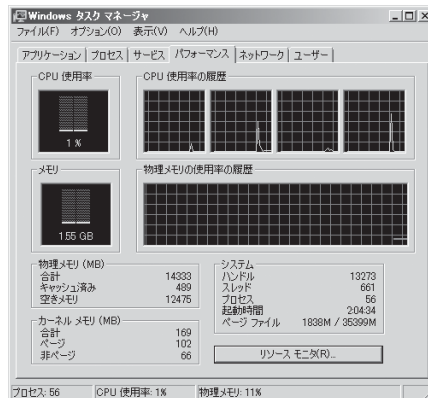 Windows タスク マネージャ
ファイル(F) オプション(O) 表示(V) ヘルプ(H)
アプリケーション プロセス サービス パフォーマンス ネットワーク ユーザー
CPU 使用率 CPU 使用率の履歴
1 %
メモリ 物理メモリの使用率の履歴
1.55 GB
物理メモリ (MB)
合計 14333
キャッシュ済み 489
空きメモリ 12475
カーネル メモリ (MB)
合計 169
ページ 102
非ページ 66
システム
ハンドル 13273
スレッド 661
プロセス 56
起動時間 2:04:34
ページ ファイル 1838M / 35399M
リソース モニタ(R)...
プロセス: 56 CPU 使用率: 1% 物理メモリ: 11%